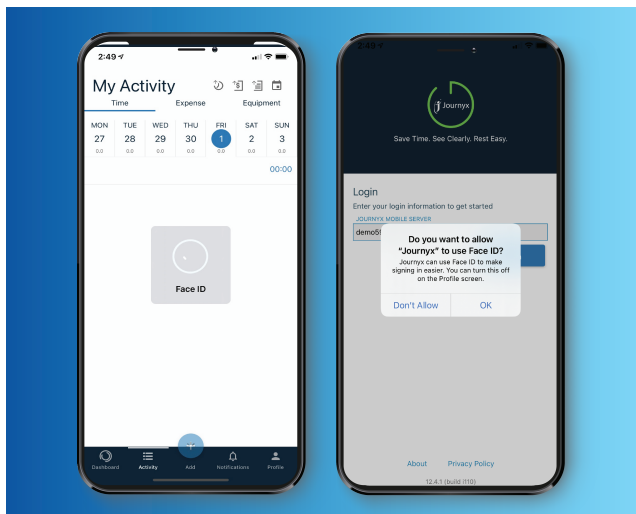 2:49
My Activity
Time Expense Equipment
MON TUE WED THU FRI SAT SUN
27 28 29 30 1 2 3
0.0 0.0 0.0 0.0 0.0 0.0 0.0
00:00
Face ID
Dashboard Activity Add Notifications Profile
2:49
Journyx
Save Time. See Clearly. Rest Easy.
Login
Enter your login information to get started
JOURNYX MOBILE SERVER
demo59
Do you want to allow
“Journyx” to use Face ID?
Journyx can use Face ID to make
signing in easier. You can turn this off
on the Profile screen.
Don't Allow OK
About Privacy Policy
12.4.1 (build i110)